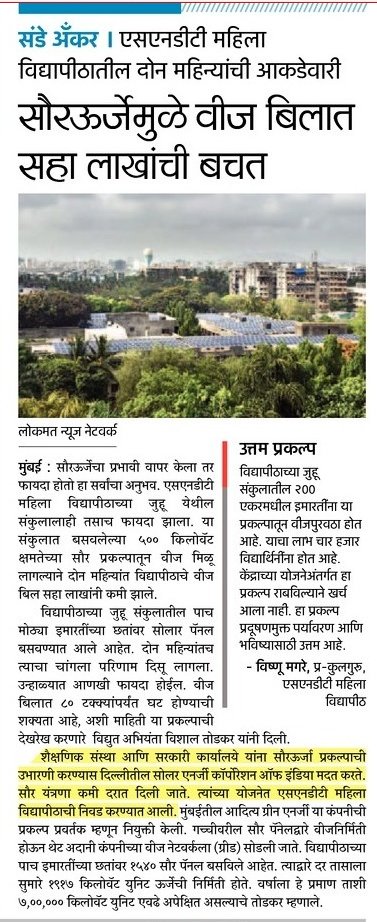 संडे अँकर । एसएनडीटी महिला
विद्यापीठातील दोन महिन्यांची आकडेवारी
सौरऊर्जेमुळे वीज बिलात
सहा लाखांची बचत
लोकमत न्यूज नेटवर्क
मुंबई : सौरऊर्जेचा प्रभावी वापर केला तर
फायदा होतो हा सर्वांचा अनुभव. एसएनडीटी
महिला विद्यापीठाच्या जुहू येथील
संकुलालाही तसाच फायदा झाला. या
संकुलात बसवलेल्या ५०० किलोवॅट
क्षमतेच्या सौर प्रकल्पातून वीज मिळू
लागल्याने दोन महिन्यांत विद्यापीठाचे वीज
बिल सहा लाखांनी कमी झाले.
विद्यापीठाच्या जुहू संकुलातील पाच
मोठ्या इमारतींच्या छतांवर सोलार पॅनल
बसवण्यात आले आहेत. दोन महिन्यांतच
त्याचा चांगला परिणाम दिसू लागला.
उन्हाळ्यात आणखी फायदा होईल. वीज
बिलात ८० टक्क्यांपर्यंत घट होण्याची
शक्यता आहे, अशी माहिती या प्रकल्पाची
देखरेख करणारे विद्युत अभियंता विशाल तोडकर यांनी दिली.
उत्तम प्रकल्प
विद्यापीठाच्या जुहू
संकुलातील २००
एकरमधील इमारतींना या
प्रकल्पातून वीजपुरवठा होत
आहे. याचा लाभ चार हजार
विद्यार्थिनींना होत आहे.
केंद्राच्या योजनेअंतर्गत हा
प्रकल्प राबविल्याने खर्च
आला नाही. हा प्रकल्प
प्रदूषणमुक्त पर्यावरण आणि
भविष्यासाठी उत्तम आहे.
- विष्णू मगरे, प्र-कुलगुरु,
एसएनडीटी महिला
विद्यापीठ
शैक्षणिक संस्था आणि सरकारी कार्यालये यांना सौरऊर्जा प्रकल्पाची
उभारणी करण्यास दिल्लीतील सोलार एनर्जी कॉर्पोरेशन ऑफ इंडिया मदत करते.
सौर यंत्रणा कमी दरात दिली जाते. त्यांच्या योजनेत एसएनडीटी महिला
विद्यापीठाची निवड करण्यात आली. मुंबईतील आदित्य ग्रीन एनर्जी या कंपनीची
प्रकल्प प्रवर्तक म्हणून नियुक्ती केली. गच्चीवरील सौर पॅनेलद्वारे वीजनिर्मिती
होऊन थेट अदानी कंपनीच्या वीज नेटवर्कला (ग्रीड) सोडली जाते. विद्यापीठाच्या
पाच इमारतींच्या छतांवर १५४० सौर पॅनल बसविले आहेत. त्याद्वारे दर तासाला
सुमारे १९१७ किलोवॅट युनिट ऊर्जेची निर्मिती होते. वर्षाला हे प्रमाण ताशी
७,००,००० किलोवॅट युनिट एवढे अपेक्षित असल्याचे तोडकर म्हणाले.